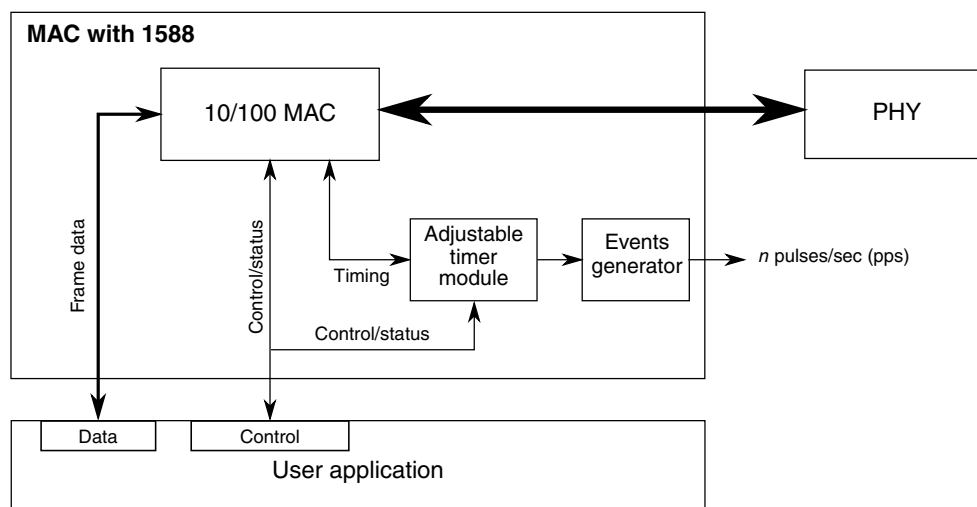 MAC with 1588
10/100 MAC
PHY
Frame data
Control/status
Timing
Adjustable
timer
module
Events
generator
n pulses/sec (pps)
Control/status
Data
Control
User application